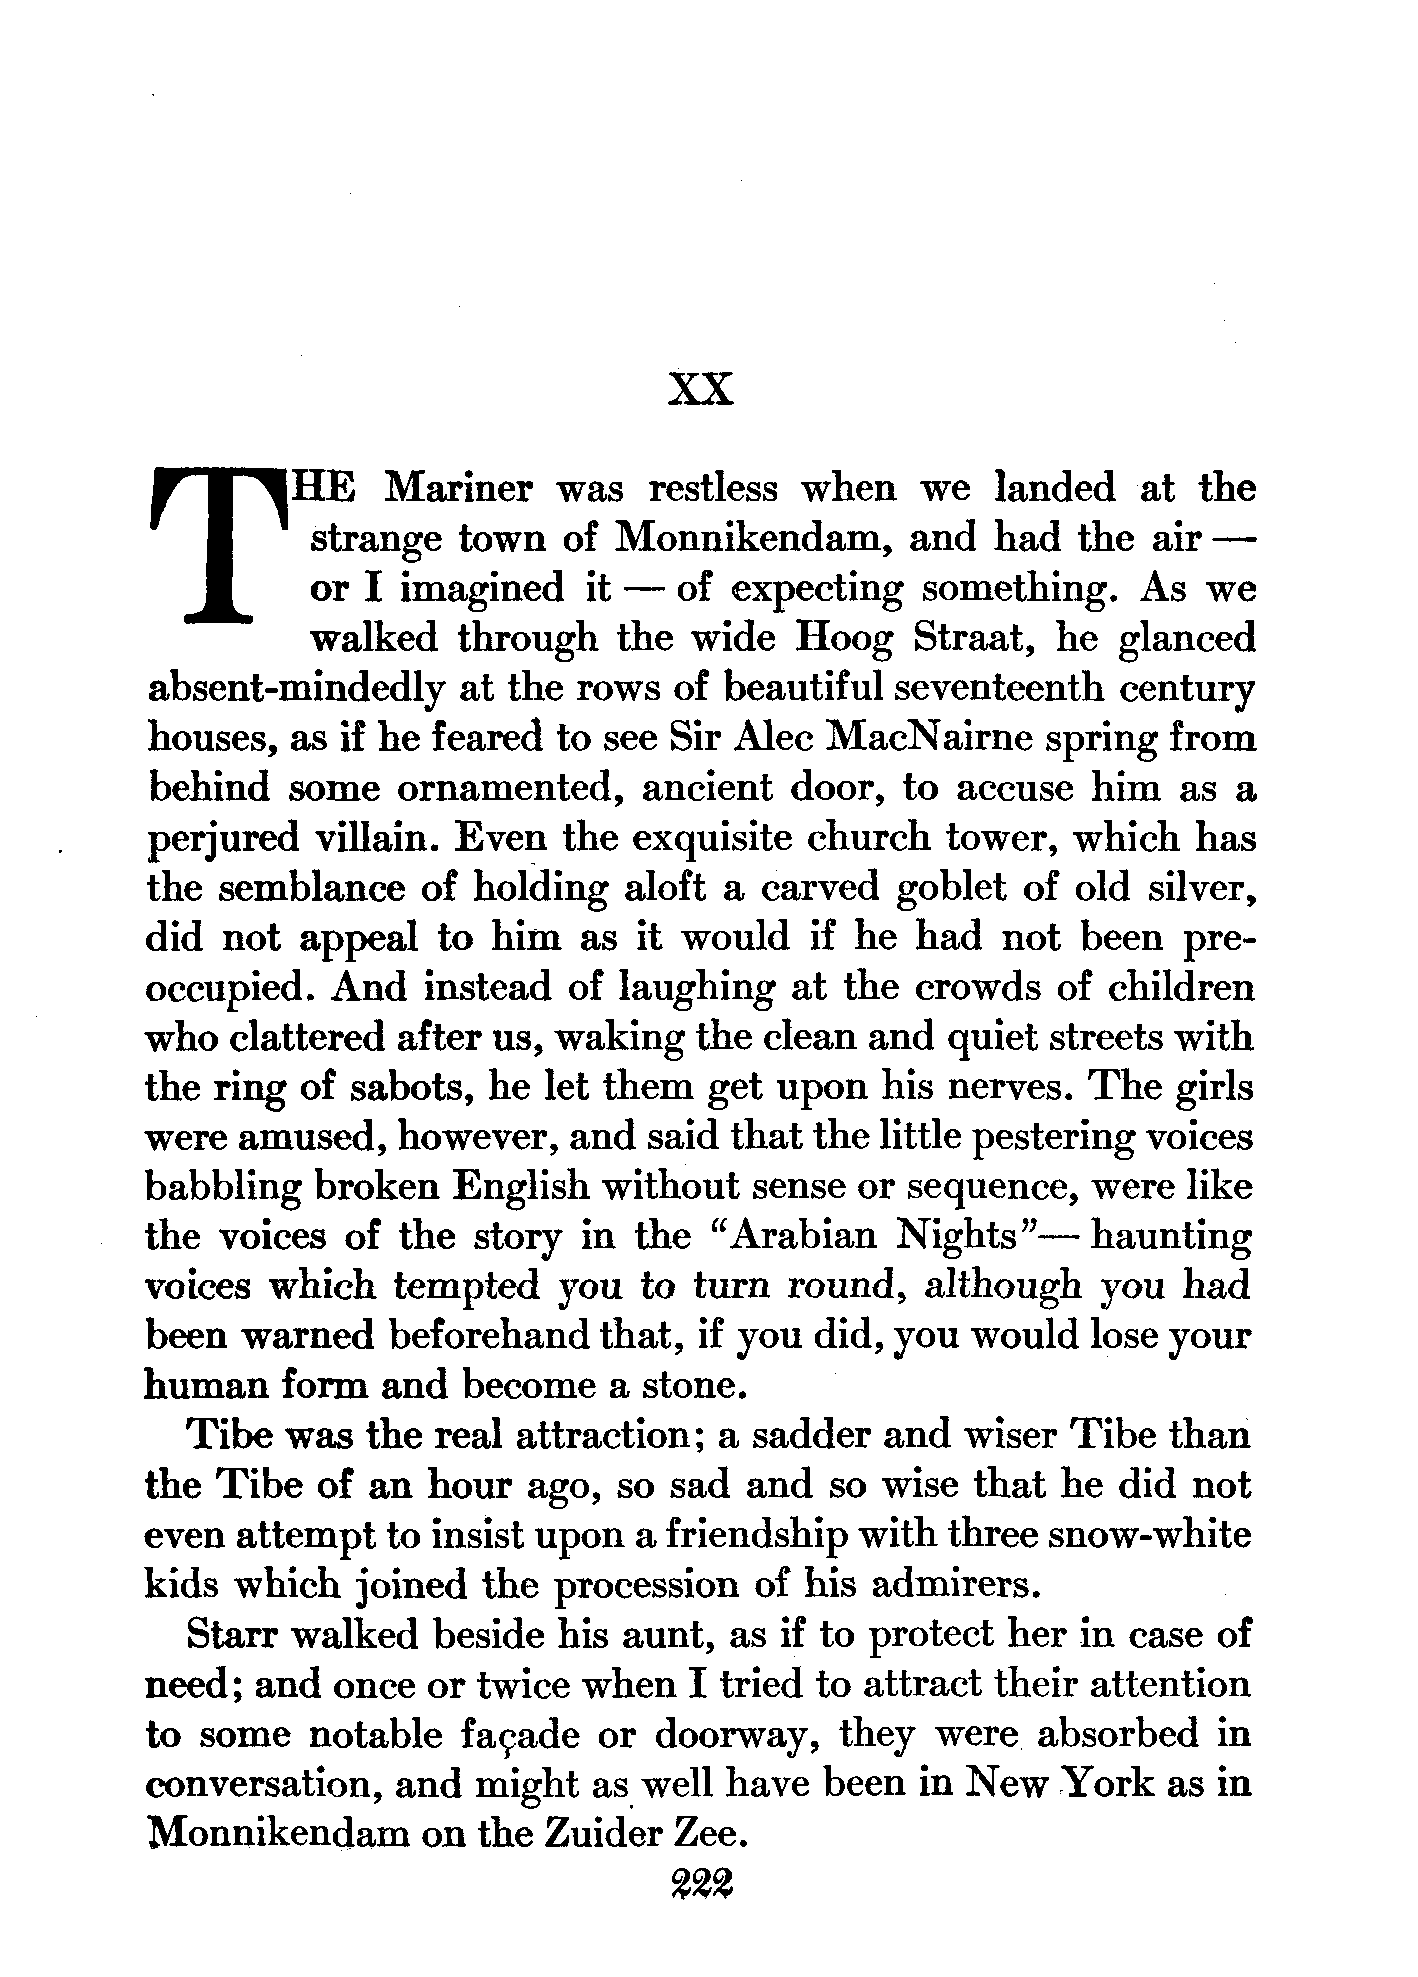 XX
THE Mariner was restless when we landed at the
strange town of Monnikendam, and had the air —
or I imagined it — of expecting something. As we
walked through the wide Hoog Straat, he glanced
absent-mindedly at the rows of beautiful seventeenth century
houses, as if he feared to see Sir Alec MacNairne spring from
behind some ornamented, ancient door, to accuse him as a
perjured villain. Even the exquisite church tower, which has
the semblance of holding aloft a carved goblet of old silver,
did not appeal to him as it would if he had not been pre-
occupied. And instead of laughing at the crowds of children
who clattered after us, waking the clean and quiet streets with
the ring of sabots, he let them get upon his nerves. The girls
were amused, however, and said that the little pestering voices
babbling broken English without sense or sequence, were like
the voices of the story in the “Arabian Nights”— haunting
voices which tempted you to turn round, although you had
been warned beforehand that, if you did, you would lose your
human form and become a stone.
Tibe was the real attraction; a sadder and wiser Tibe than
the Tibe of an hour ago, so sad and so wise that he did not
even attempt to insist upon a friendship with three snow-white
kids which joined the procession of his admirers.
Starr walked beside his aunt, as if to protect her in case of
need; and once or twice when I tried to attract their attention
to some notable façade or doorway, they were absorbed in
conversation, and might as well have been in New York as in
Monnikendam on the Zuider Zee.
222